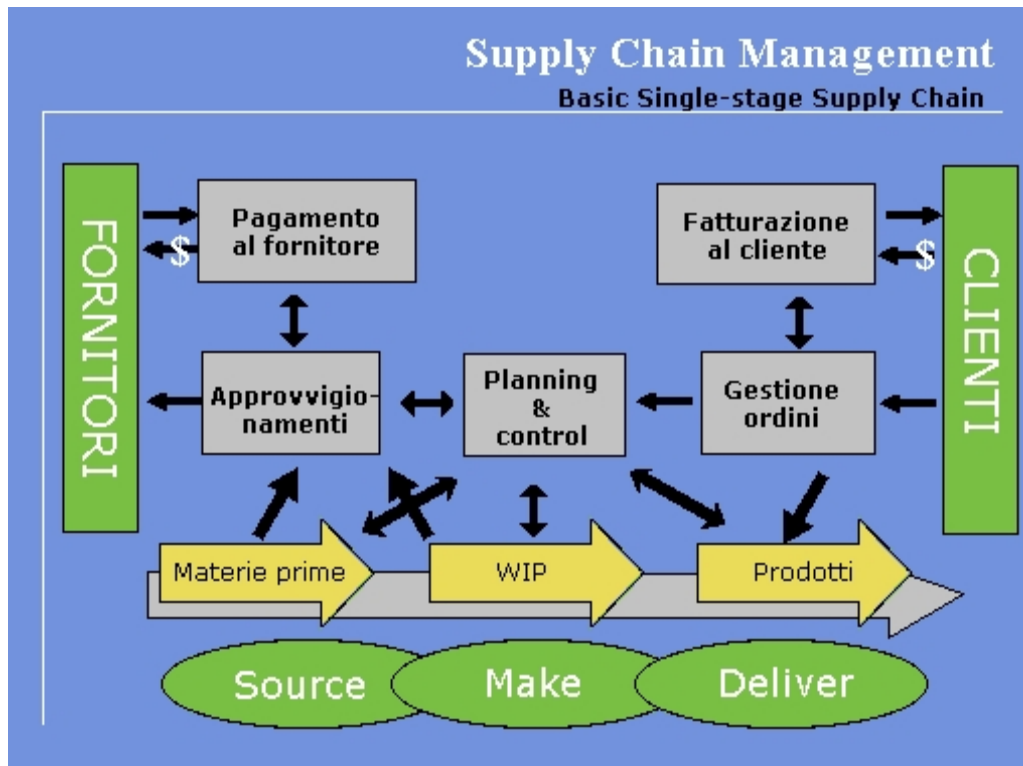 Supply Chain Management
Basic Single-stage Supply Chain
FORNITORI
Pagamento
al fornitore
$
Fatturazione
al cliente
$
CLIENTI
Approvvigio-
namenti
Planning
&
control
Gestione
ordini
Materie prime
WIP
Prodotti
Source
Make
Deliver